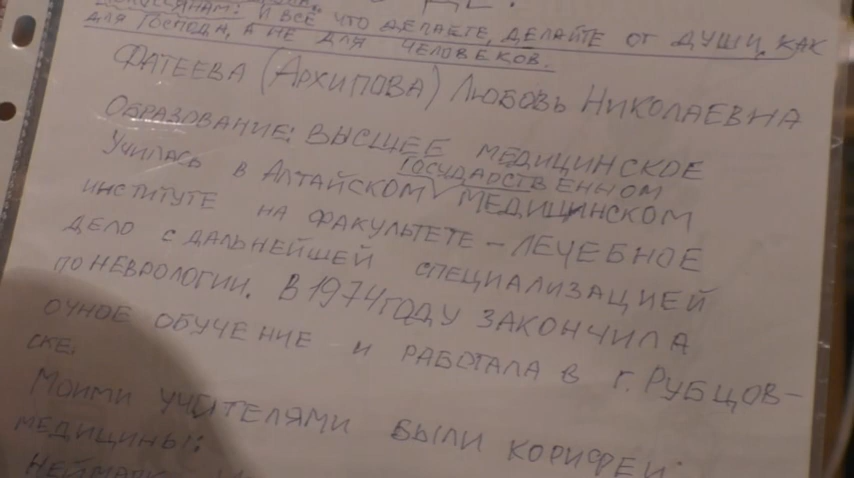 И ВСЁ ЧТО ДЕЛАЕТЕ, ДЕЛАЙТЕ ОТ ДУШИ, КАК
ДЛЯ ГОСПОДА, А НЕ ДЛЯ ЧЕЛОВЕКОВ.
ФАТЕЕВА (АРХИПОВА) ЛЮБОВЬ НИКОЛАЕВНА
ОБРАЗОВАНИЕ: ВЫСШЕЕ МЕДИЦИНСКОЕ
УЧИЛАСЬ В АЛТАЙСКОМ ГОСУДАРСТВЕННОМ МЕДИЦИНСКОМ
ИНСТИТУТЕ НА ФАКУЛЬТЕТЕ – ЛЕЧЕБНОЕ
ДЕЛО С ДАЛЬНЕЙШЕЙ СПЕЦИАЛИЗАЦИЕЙ
ПО НЕВРОЛОГИИ. В 1974 ГОДУ ЗАКОНЧИЛА
ОЧНОЕ ОБУЧЕНИЕ И РАБОТАЛА В Г. РУБЦОВ-
СКЕ.
МОИМИ УЧИТЕЛЯМИ БЫЛИ КОРИФЕИ
МЕДИЦИНЫ: